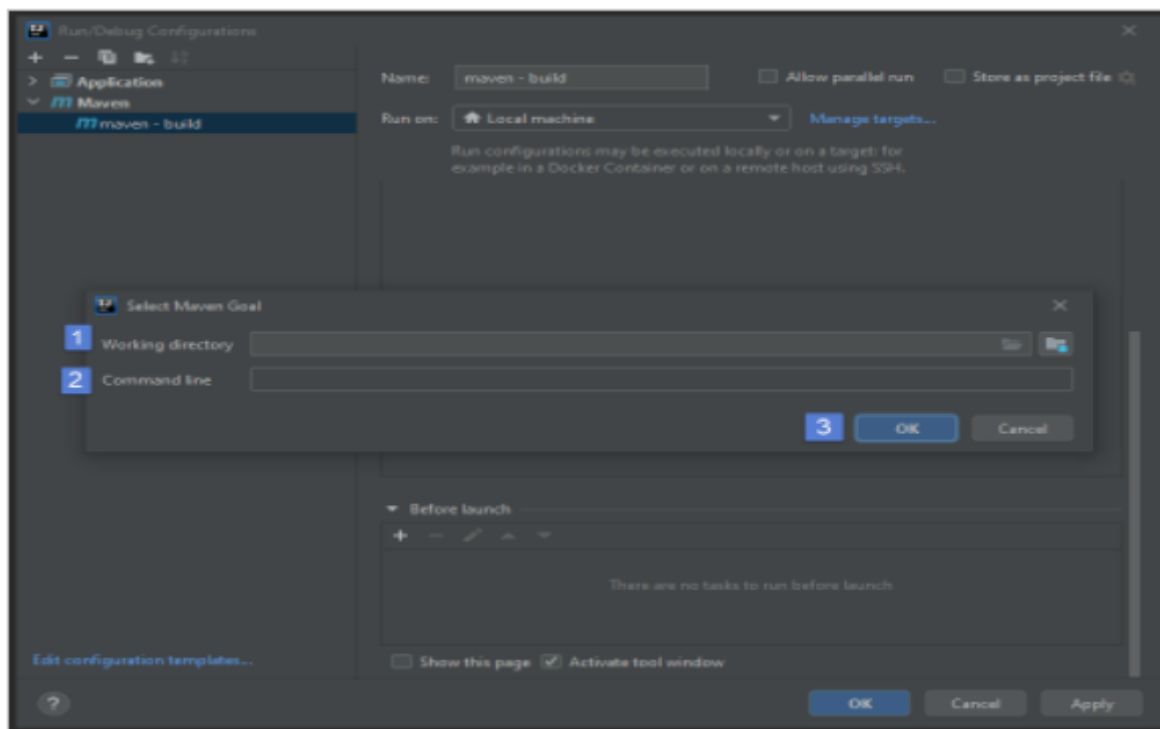 Run/Debug Configurations
Application
Maven
maven - build
Name: maven - build Allow parallel run Store as project file
Run on: Local machine Manage targets...
Run configurations may be executed locally or on a target: for
example in a Docker Container or on a remote host using SSH.
Select Maven Goal
1 Working directory
2 Command line
3 OK Cancel
Before launch
There are no tasks to run before launch
Show this page Activate tool window
Edit configuration templates...
? OK Cancel Apply